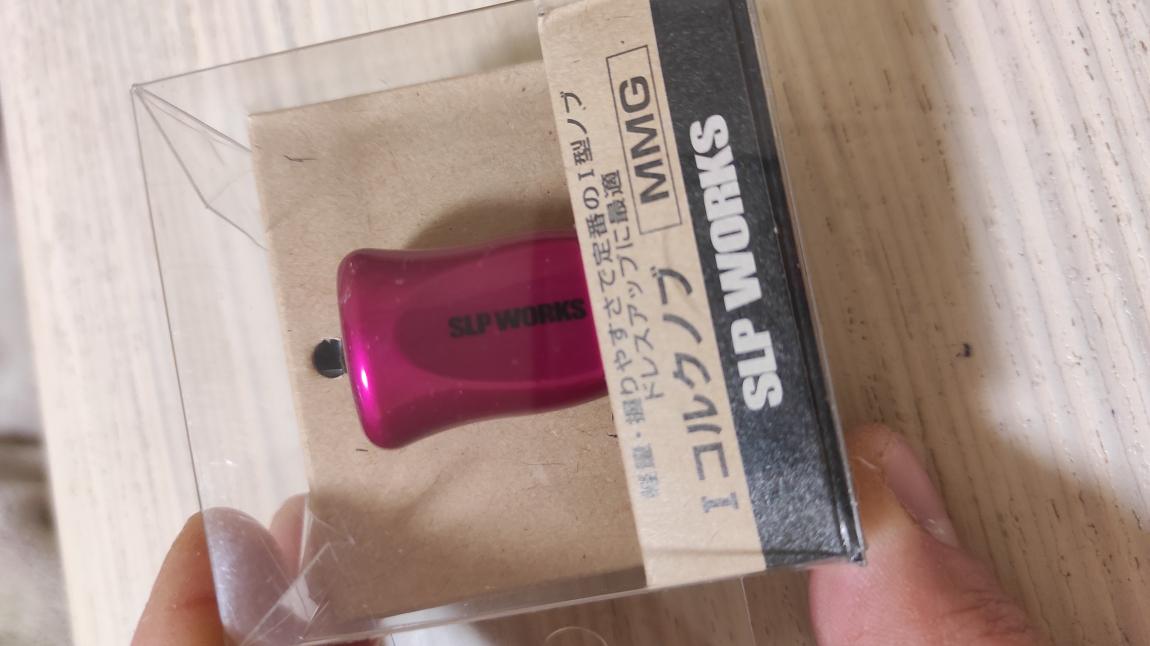 SLP WORKS
軽量・握りやすさで定番のI型ノブ
ドレスアップに最適
I コルクノブ MMG
SLP WORKS